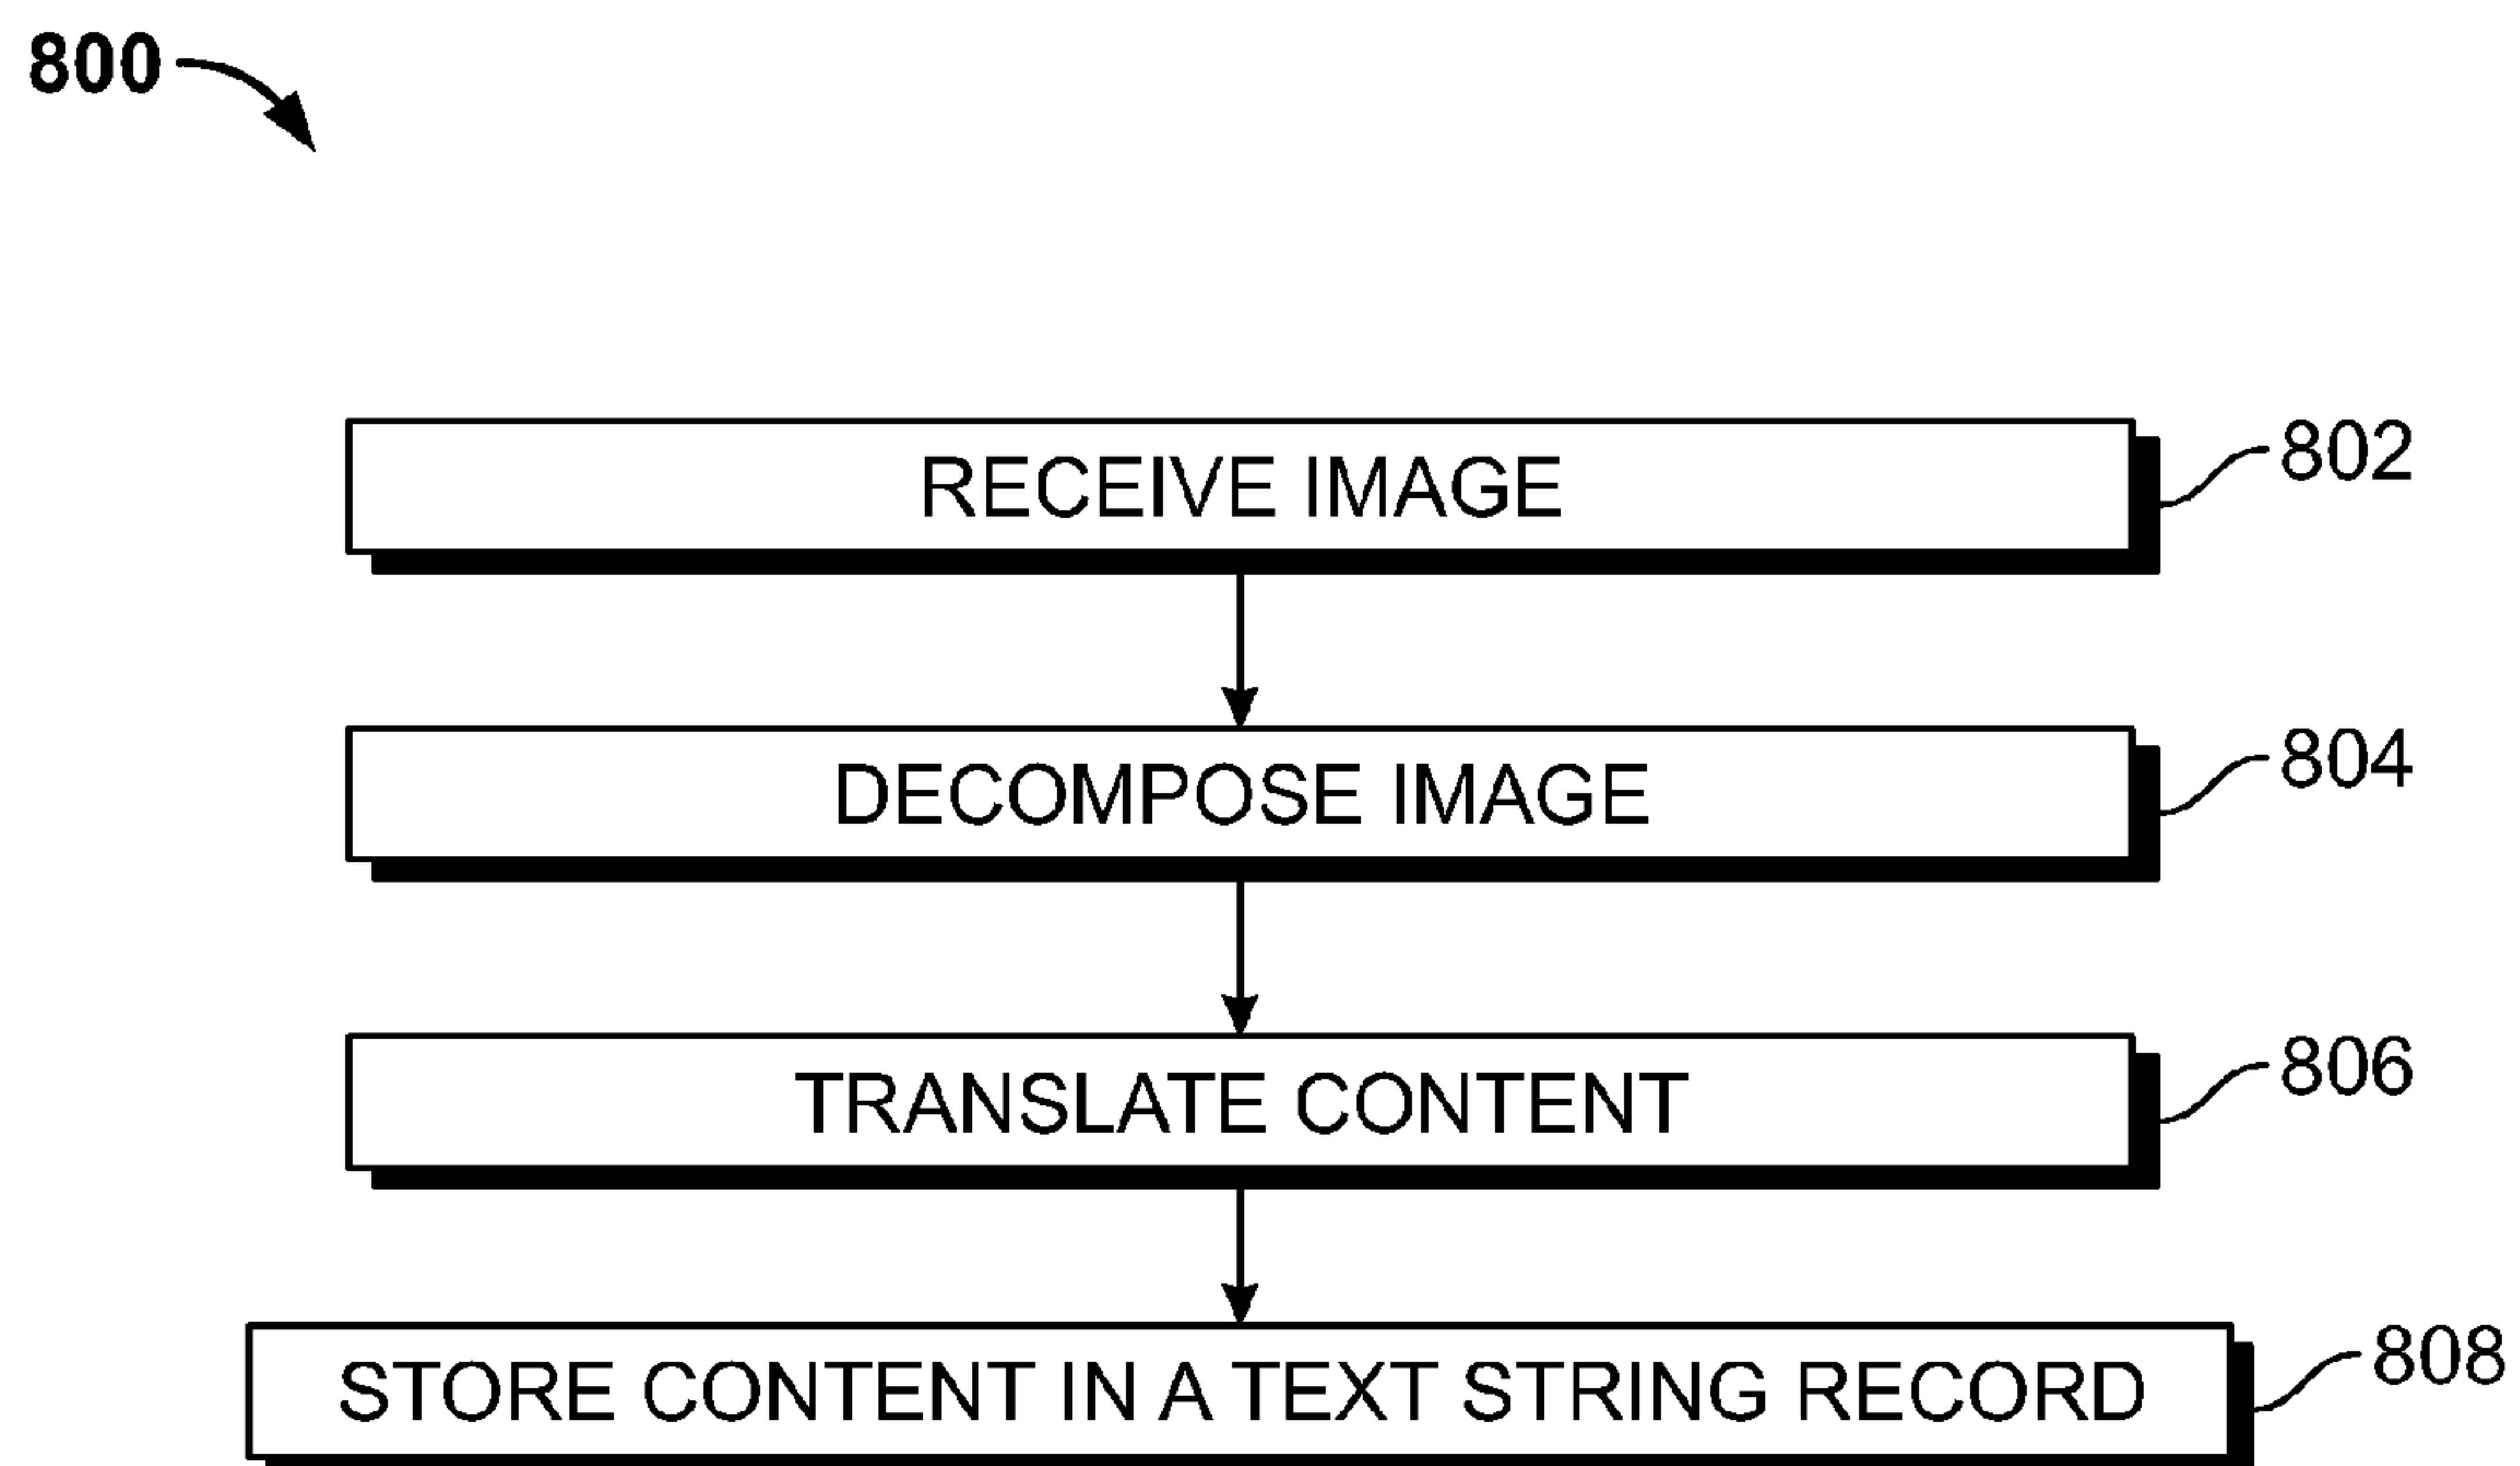 800
RECEIVE IMAGE
802
DECOMPOSE IMAGE
804
TRANSLATE CONTENT
806
STORE CONTENT IN A TEXT STRING RECORD
808